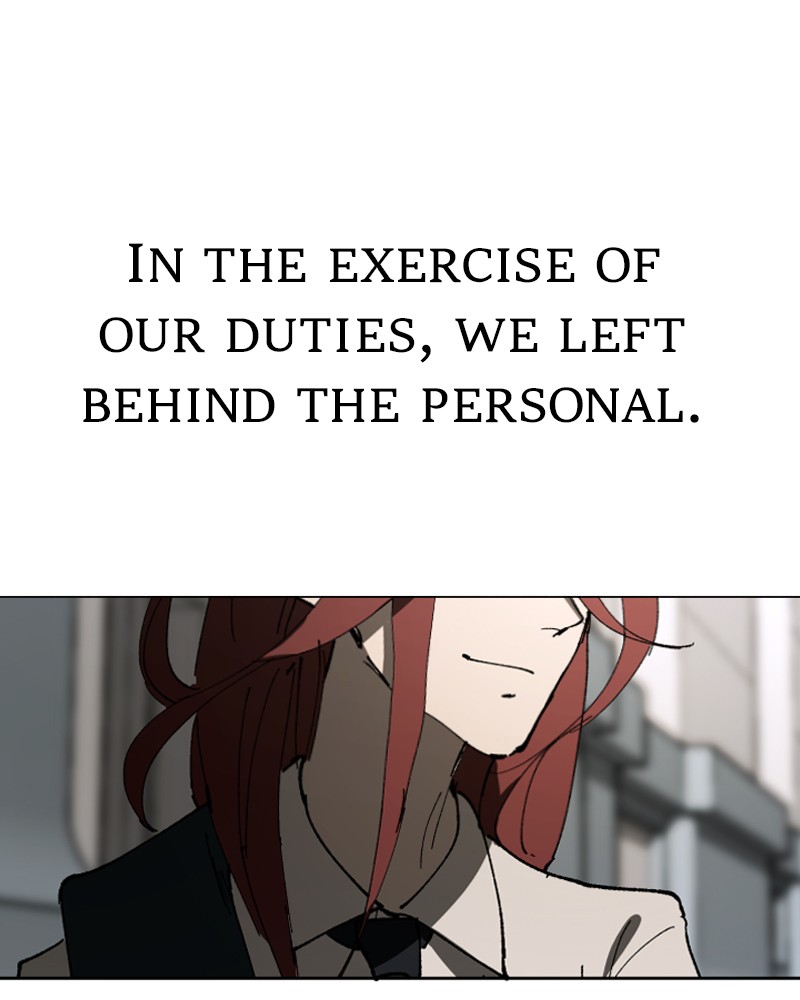 In the exercise of
our duties, we left
behind the personal.